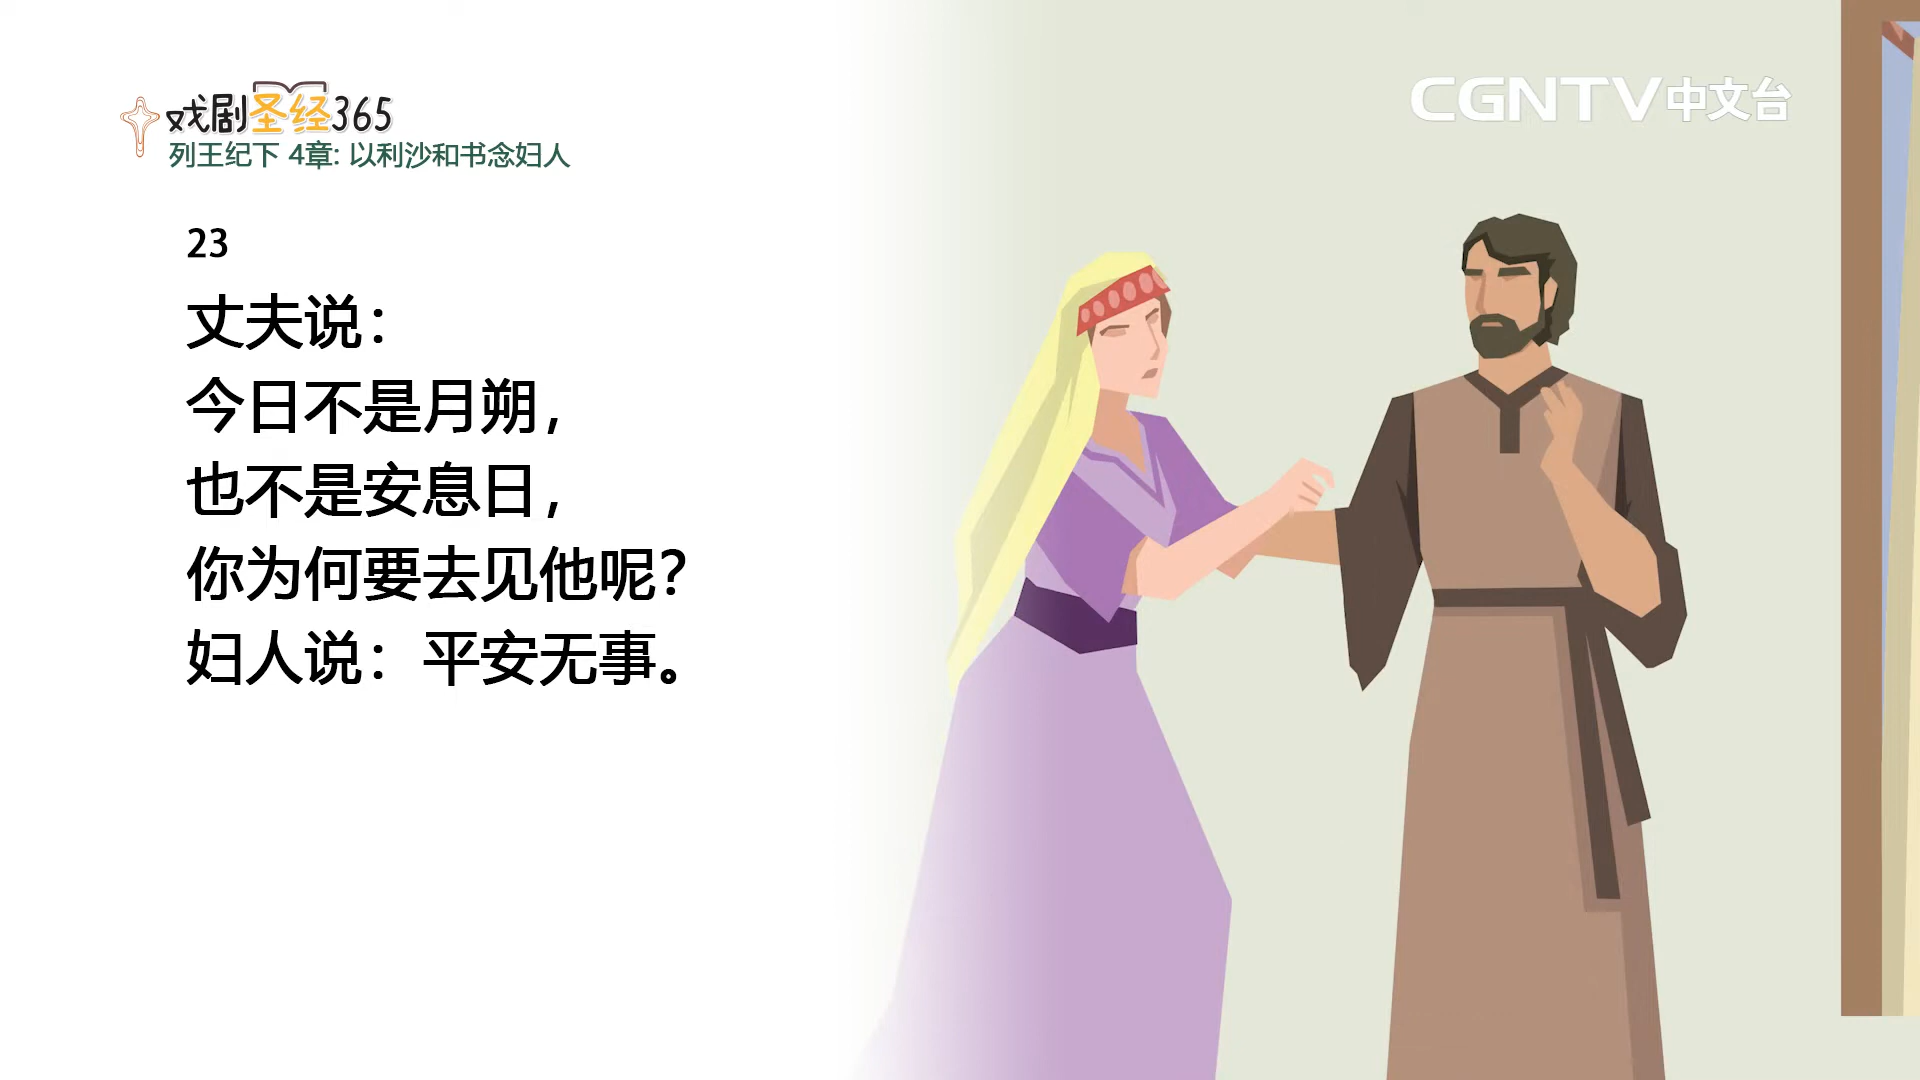 戏剧圣经365
CGNTV中文台
列王纪下 4章: 以利沙和书念妇人
23
丈夫说：
今日不是月朔，
也不是安息日，
你为何要去见他呢？
妇人说：平安无事。